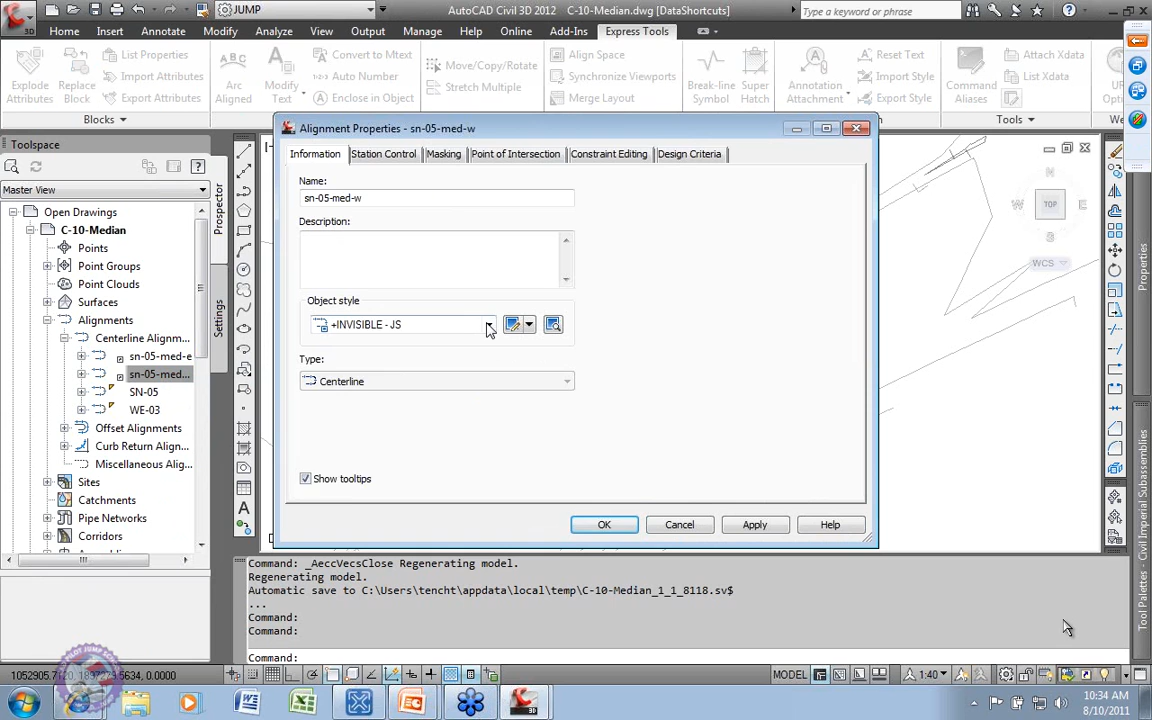 JUMP
AutoCAD Civil 3D 2012 C-10-Median.dwg [DataShortcuts]
Type a keyword or phrase
Home Insert Annotate Modify Analyze View Output Manage Help Online Add-Ins Express Tools
Explode Attributes
Replace Block
List Properties
Import Attributes
Export Attributes
Blocks
Arc Aligned
Modify Text
Convert to Mtext
Auto Number
Enclose in Object
Move/Copy/Rotate
Stretch Multiple
Align Space
Synchronize Viewports
Merge Layout
Break-line Symbol
Super Hatch
Annotation Attachment
Reset Text
Import Style
Export Style
Command Aliases
Attach Xdata
List Xdata
Tools
Toolspace
Master View
Open Drawings
C-10-Median
Points
Point Groups
Point Clouds
Surfaces
Alignments
Centerline Alignm...
sn-05-med-e
sn-05-med...
SN-05
WE-03
Offset Alignments
Curb Return Align...
Miscellaneous Alig...
Sites
Catchments
Pipe Networks
Corridors
Prospector
Settings
Alignment Properties - sn-05-med-w
Information Station Control Masking Point of Intersection Constraint Editing Design Criteria
Name:
sn-05-med-w
Description:
Object style
+INVISIBLE - JS
Type:
Centerline
Show tooltips
OK Cancel Apply Help
N
W TOP E
S
WCS
Properties
Tool Palettes - Civil Imperial Subassemblies
Command: _AeccVecsClose Regenerating model.
Regenerating model.
Automatic save to C:\Users\tencht\appdata\local\temp\C-10-Median_1_1_8118.sv$
...
Command:
Command:
Command:
MODEL 1:40
10:34 AM
8/10/2011